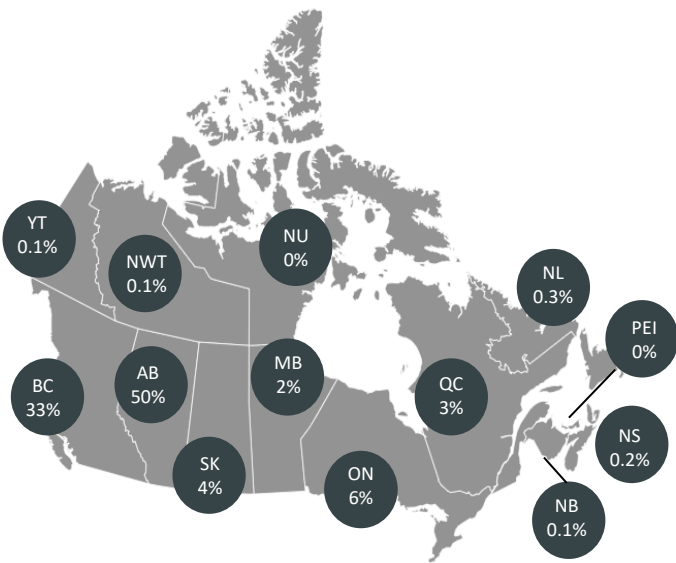 YT
0.1%
NWT
0.1%
NU
0%
NL
0.3%
PEI
0%
BC
33%
AB
50%
MB
2%
QC
3%
NS
0.2%
SK
4%
ON
6%
NB
0.1%